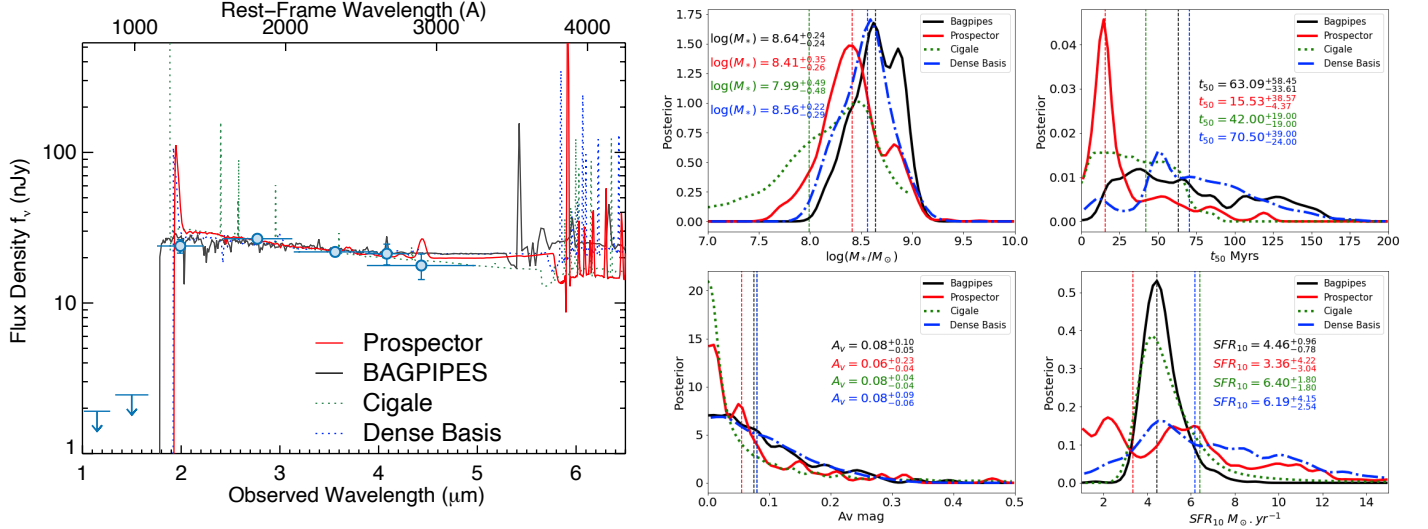 Rest-Frame Wavelength (Å)
1000 2000 3000 4000
Flux Density fν (nJy)
100
10
1
Prospector
BAGPIPES
Cigale
Dense Basis
1 2 3 4 5 6
Observed Wavelength (μm)
Posterior
1.75
1.50
1.25
1.00
0.75
0.50
0.25
0.00
log(M*) = 8.64 +0.24 −0.24
log(M*) = 8.41 +0.35 −0.26
log(M*) = 7.99 +0.49 −0.48
log(M*) = 8.56 +0.22 −0.29
Bagpipes
Prospector
Cigale
Dense Basis
7.0 7.5 8.0 8.5 9.0 9.5 10.0
log(M*/M⊙)
Posterior
0.04
0.03
0.02
0.01
0.00
Bagpipes
Prospector
Cigale
Dense Basis
t50 = 63.09 +58.45 −33.61
t50 = 15.53 +38.57 −4.37
t50 = 42.00 +19.00 −19.00
t50 = 70.50 +39.00 −24.00
0 25 50 75 100 125 150 175 200
t50 Myrs
Posterior
20
15
10
5
0
Bagpipes
Prospector
Cigale
Dense Basis
Av = 0.08 +0.10 −0.05
Av = 0.06 +0.23 −0.04
Av = 0.08 +0.04 −0.04
Av = 0.08 +0.09 −0.06
0.0 0.1 0.2 0.3 0.4 0.5
Av mag
Posterior
0.5
0.4
0.3
0.2
0.1
0.0
Bagpipes
Prospector
Cigale
Dense Basis
SFR10 = 4.46 +0.96 −0.78
SFR10 = 3.36 +4.22 −3.04
SFR10 = 6.40 +1.80 −1.80
SFR10 = 6.19 +4.15 −2.54
2 4 6 8 10 12 14
SFR10 M⊙. yr−1